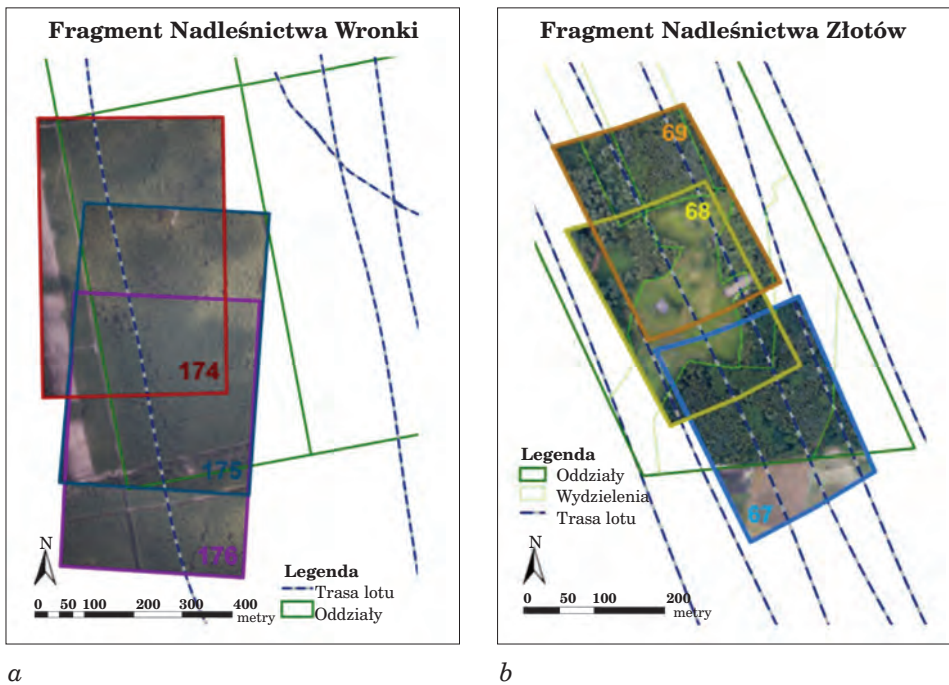 Fragment Nadleśnictwa Wronki
174
175
176
N
Legenda
Trasa lotu
Oddziały
0 50 100 200 300 400
metry
a
Fragment Nadleśnictwa Złotów
69
68
67
Legenda
Oddziały
Wydzielenia
Trasa lotu
N
0 50 100 200
metry
b